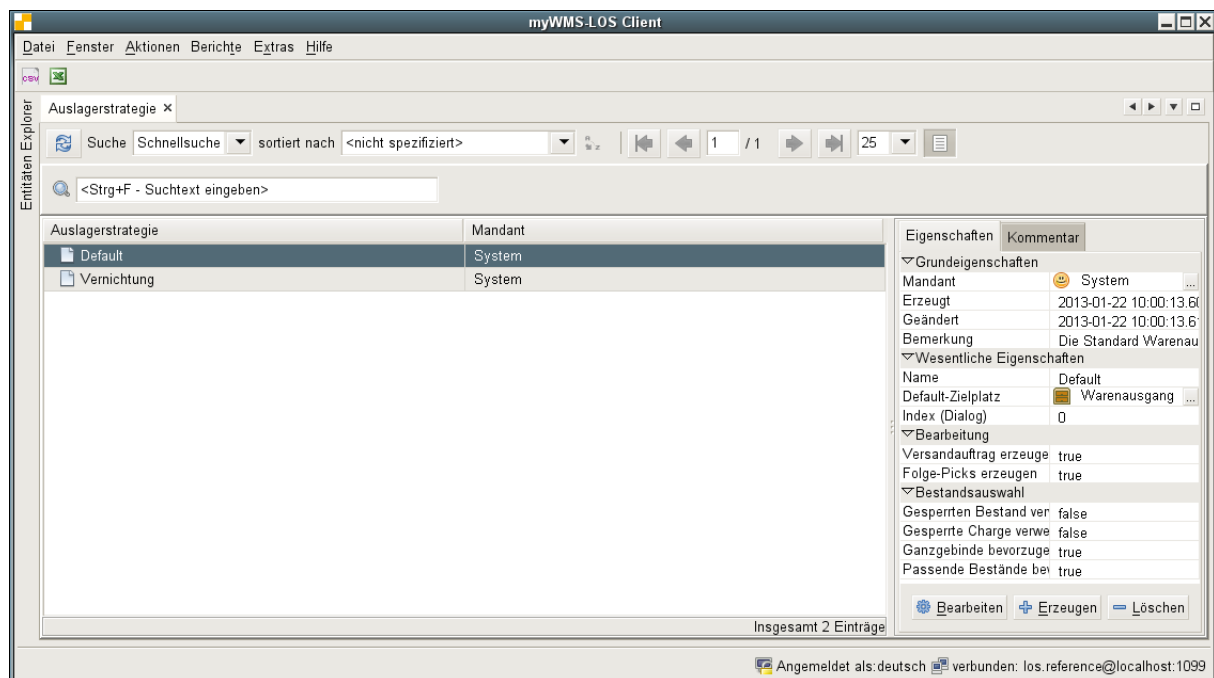 myWMS-LOS Client
Datei Fenster Aktionen Berichte Extras Hilfe
csv
Entitäten Explorer
Auslagerstrategie
Suche Schnellsuche sortiert nach <nicht spezifiziert> 1 / 1 25
<Strg+F - Suchtext eingeben>
Auslagerstrategie Mandant
Default System
Vernichtung System
Insgesamt 2 Einträge
Eigenschaften Kommentar
Grundeigenschaften
Mandant System ...
Erzeugt 2013-01-22 10:00:13.60
Geändert 2013-01-22 10:00:13.6
Bemerkung Die Standard Warenau
Wesentliche Eigenschaften
Name Default
Default-Zielplatz Warenausgang ...
Index (Dialog) 0
Bearbeitung
Versandauftrag erzeuge true
Folge-Picks erzeugen true
Bestandsauswahl
Gesperrten Bestand ver false
Gesperrte Charge verwe false
Ganzgebinde bevorzuge true
Passende Bestände bev true
Bearbeiten Erzeugen Löschen
Angemeldet als:deutsch verbunden: los.reference@localhost:1099